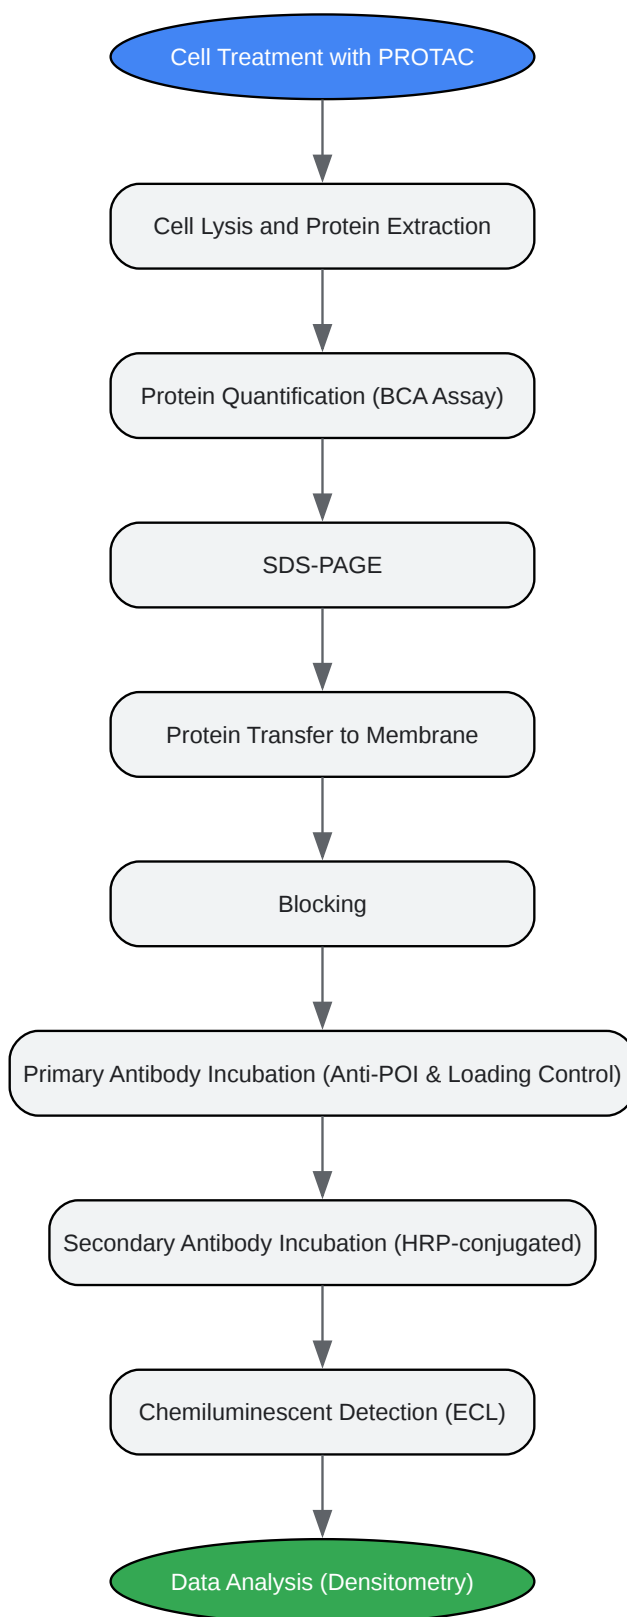 Cell Treatment with PROTAC
Cell Lysis and Protein Extraction
Protein Quantification (BCA Assay)
SDS-PAGE
Protein Transfer to Membrane
Blocking
Primary Antibody Incubation (Anti-POI & Loading Control)
Secondary Antibody Incubation (HRP-conjugated)
Chemiluminescent Detection (ECL)
Data Analysis (Densitometry)